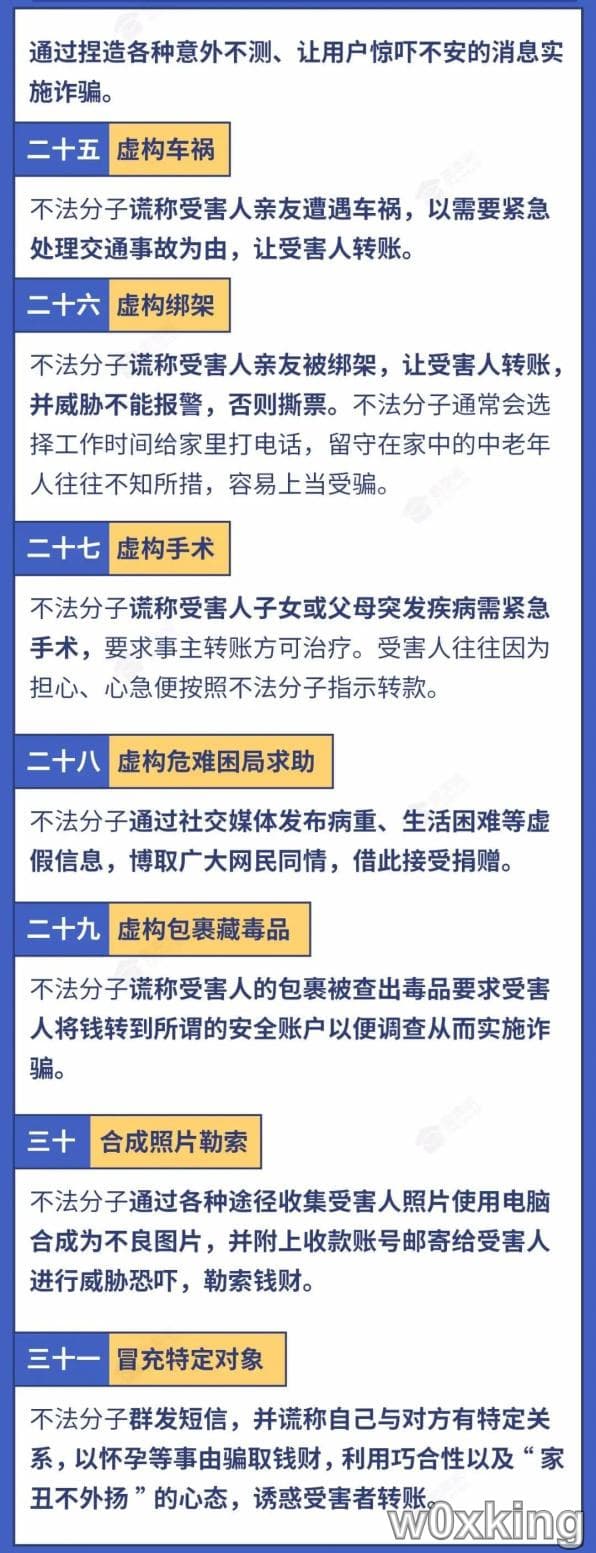 通过捏造各种意外不测、让用户惊吓不安的消息实
施诈骗。
二十五 虚构车祸
不法分子谎称受害人亲友遭遇车祸，以需要紧急
处理交通事故为由，让受害人转账。
二十六 虚构绑架
不法分子谎称受害人亲友被绑架，让受害人转账，
并威胁不能报警，否则撕票。不法分子通常会选
择工作时间给家里打电话，留守在家中的中老年
人往往不知所措，容易上当受骗。
二十七 虚构手术
不法分子谎称受害人子女或父母突发疾病需紧急
手术，要求事主转账方可治疗。受害人往往因为
担心、心急便按照不法分子指示转款。
二十八 虚构危难困局求助
不法分子通过社交媒体发布病重、生活困难等虚
假信息，博取广大网民同情，借此接受捐赠。
二十九 虚构包裹藏毒品
不法分子谎称受害人的包裹被查出毒品要求受害
人将钱转到所谓的安全账户以便调查从而实施诈
骗。
三十 合成照片勒索
不法分子通过各种途径收集受害人照片使用电脑
合成为不良图片，并附上收款账号邮寄给受害人
进行威胁恐吓，勒索钱财。
三十一 冒充特定对象
不法分子群发短信，并谎称自己与对方有特定关
系，以怀孕等事由骗取钱财，利用巧合性以及“家
丑不外扬”的心态，诱惑受害者转账。
w0xking